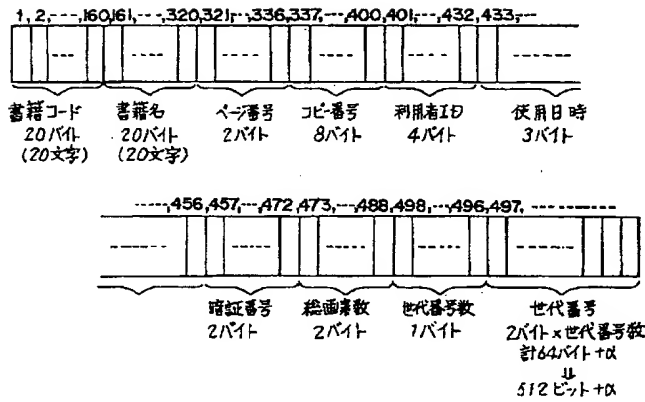 1, 2, ---, 160,161, ---, 320,321, ---, 336,337, ---, 400,401, ---, 432,433, ---
書籍コード 書籍名 ページ番号 コピー番号 利用者ID 使用日時
20バイト 20バイト 2バイト 8バイト 4バイト 3バイト
(20文字) (20文字)
-----, 456,457, ---, 472,473, ---, 488,498, ---, 496,497, ----------
暗証番号 総画素数 世代番号数 世代番号
2バイト 2バイト 1バイト 2バイト×世代番号数
計64バイト+α
⇓
512ビット+α